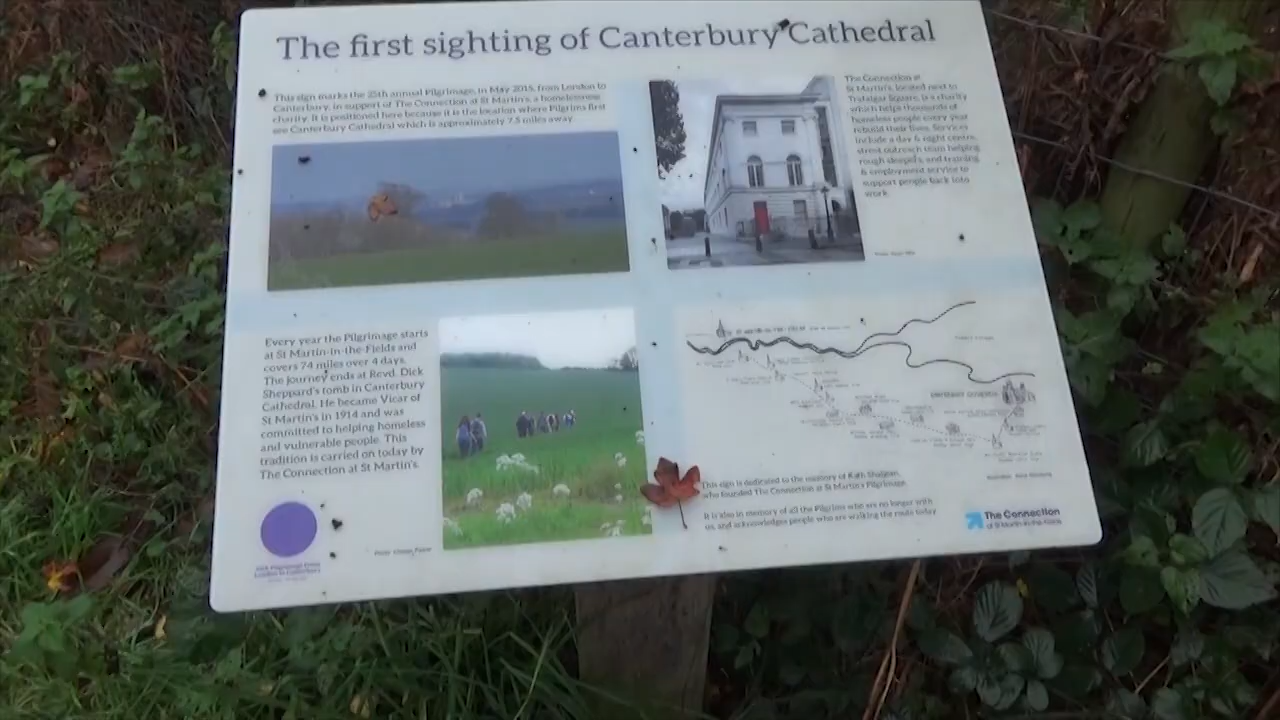 The first sighting of Canterbury Cathedral
This sign marks the 25th annual Pilgrimage, in May 2015, from London to
Canterbury, in support of The Connection at St Martin's, a homelessness
charity. It is positioned here because it is the location where Pilgrims first
see Canterbury Cathedral which is approximately 7.5 miles away
The Connection at
St Martin's, located next to
Trafalgar Square, is a charity
which helps thousands of
homeless people every year
rebuild their lives. Services
include a day & night centre,
street outreach team helping
rough sleepers, and training
& employment service to
support people back into
work.
Every year the Pilgrimage starts
at St Martin-in-the-Fields and
covers 74 miles over 4 days.
The journey ends at Revd. Dick
Sheppard's tomb in Canterbury
Cathedral. He became Vicar of
St Martin's in 1914 and was
committed to helping homeless
and vulnerable people. This
tradition is carried on today by
The Connection at St Martin's.
This sign is dedicated to the memory of
who founded The Connection at St Martin's Pilgrimage.
It is also in memory of all the Pilgrims who are no longer with
us, and acknowledges people who are walking the route today
The Connection
at St Martin-in-the-Fields